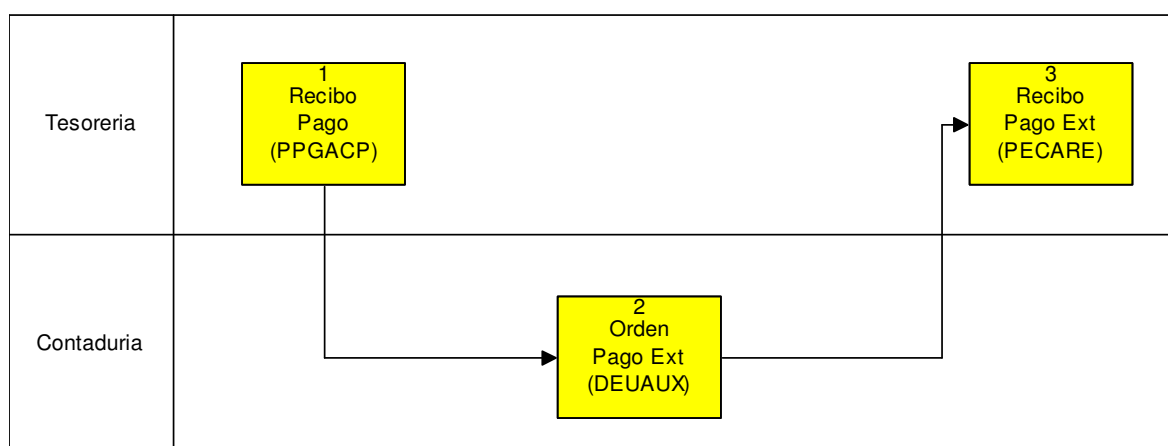 Tesoreria
1
Recibo
Pago
(PPGACP)
3
Recibo
Pago Ext
(PECARE)
Contaduria
2
Orden
Pago Ext
(DEUAUX)